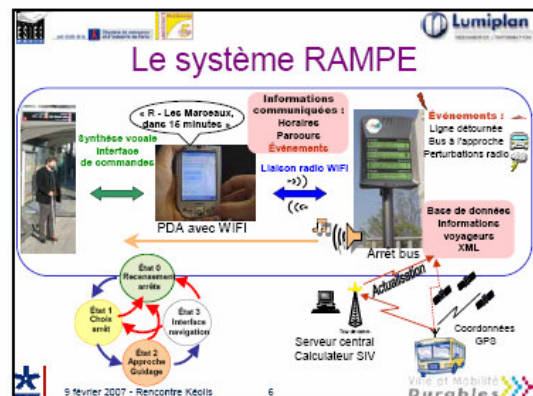 ESIEE
Lumiplan
Le système RAMPE
« R - Les Marceaux,
dans 15 minutes »
Informations
communiquées :
Horaires
Parcours
Événements
Événements :
Ligne détournée
Bus à l'approche
Perturbations radio
Synthèse vocale
Interface
de commandes
Liaison radio WIFI
PDA avec WIFI
Arrêt bus
Base de données
Informations
voyageurs
XML
État 0
Recensement
arrêts
État 1
Choix
arrêt
État 3
Interface
navigation
État 2
Approche
Guidage
Actualisation
Serveur central
Calculateur SIV
Coordonnées
GPS
9 février 2007 - Rencontre Kéolis
6
Ville et Mobilité
Durables